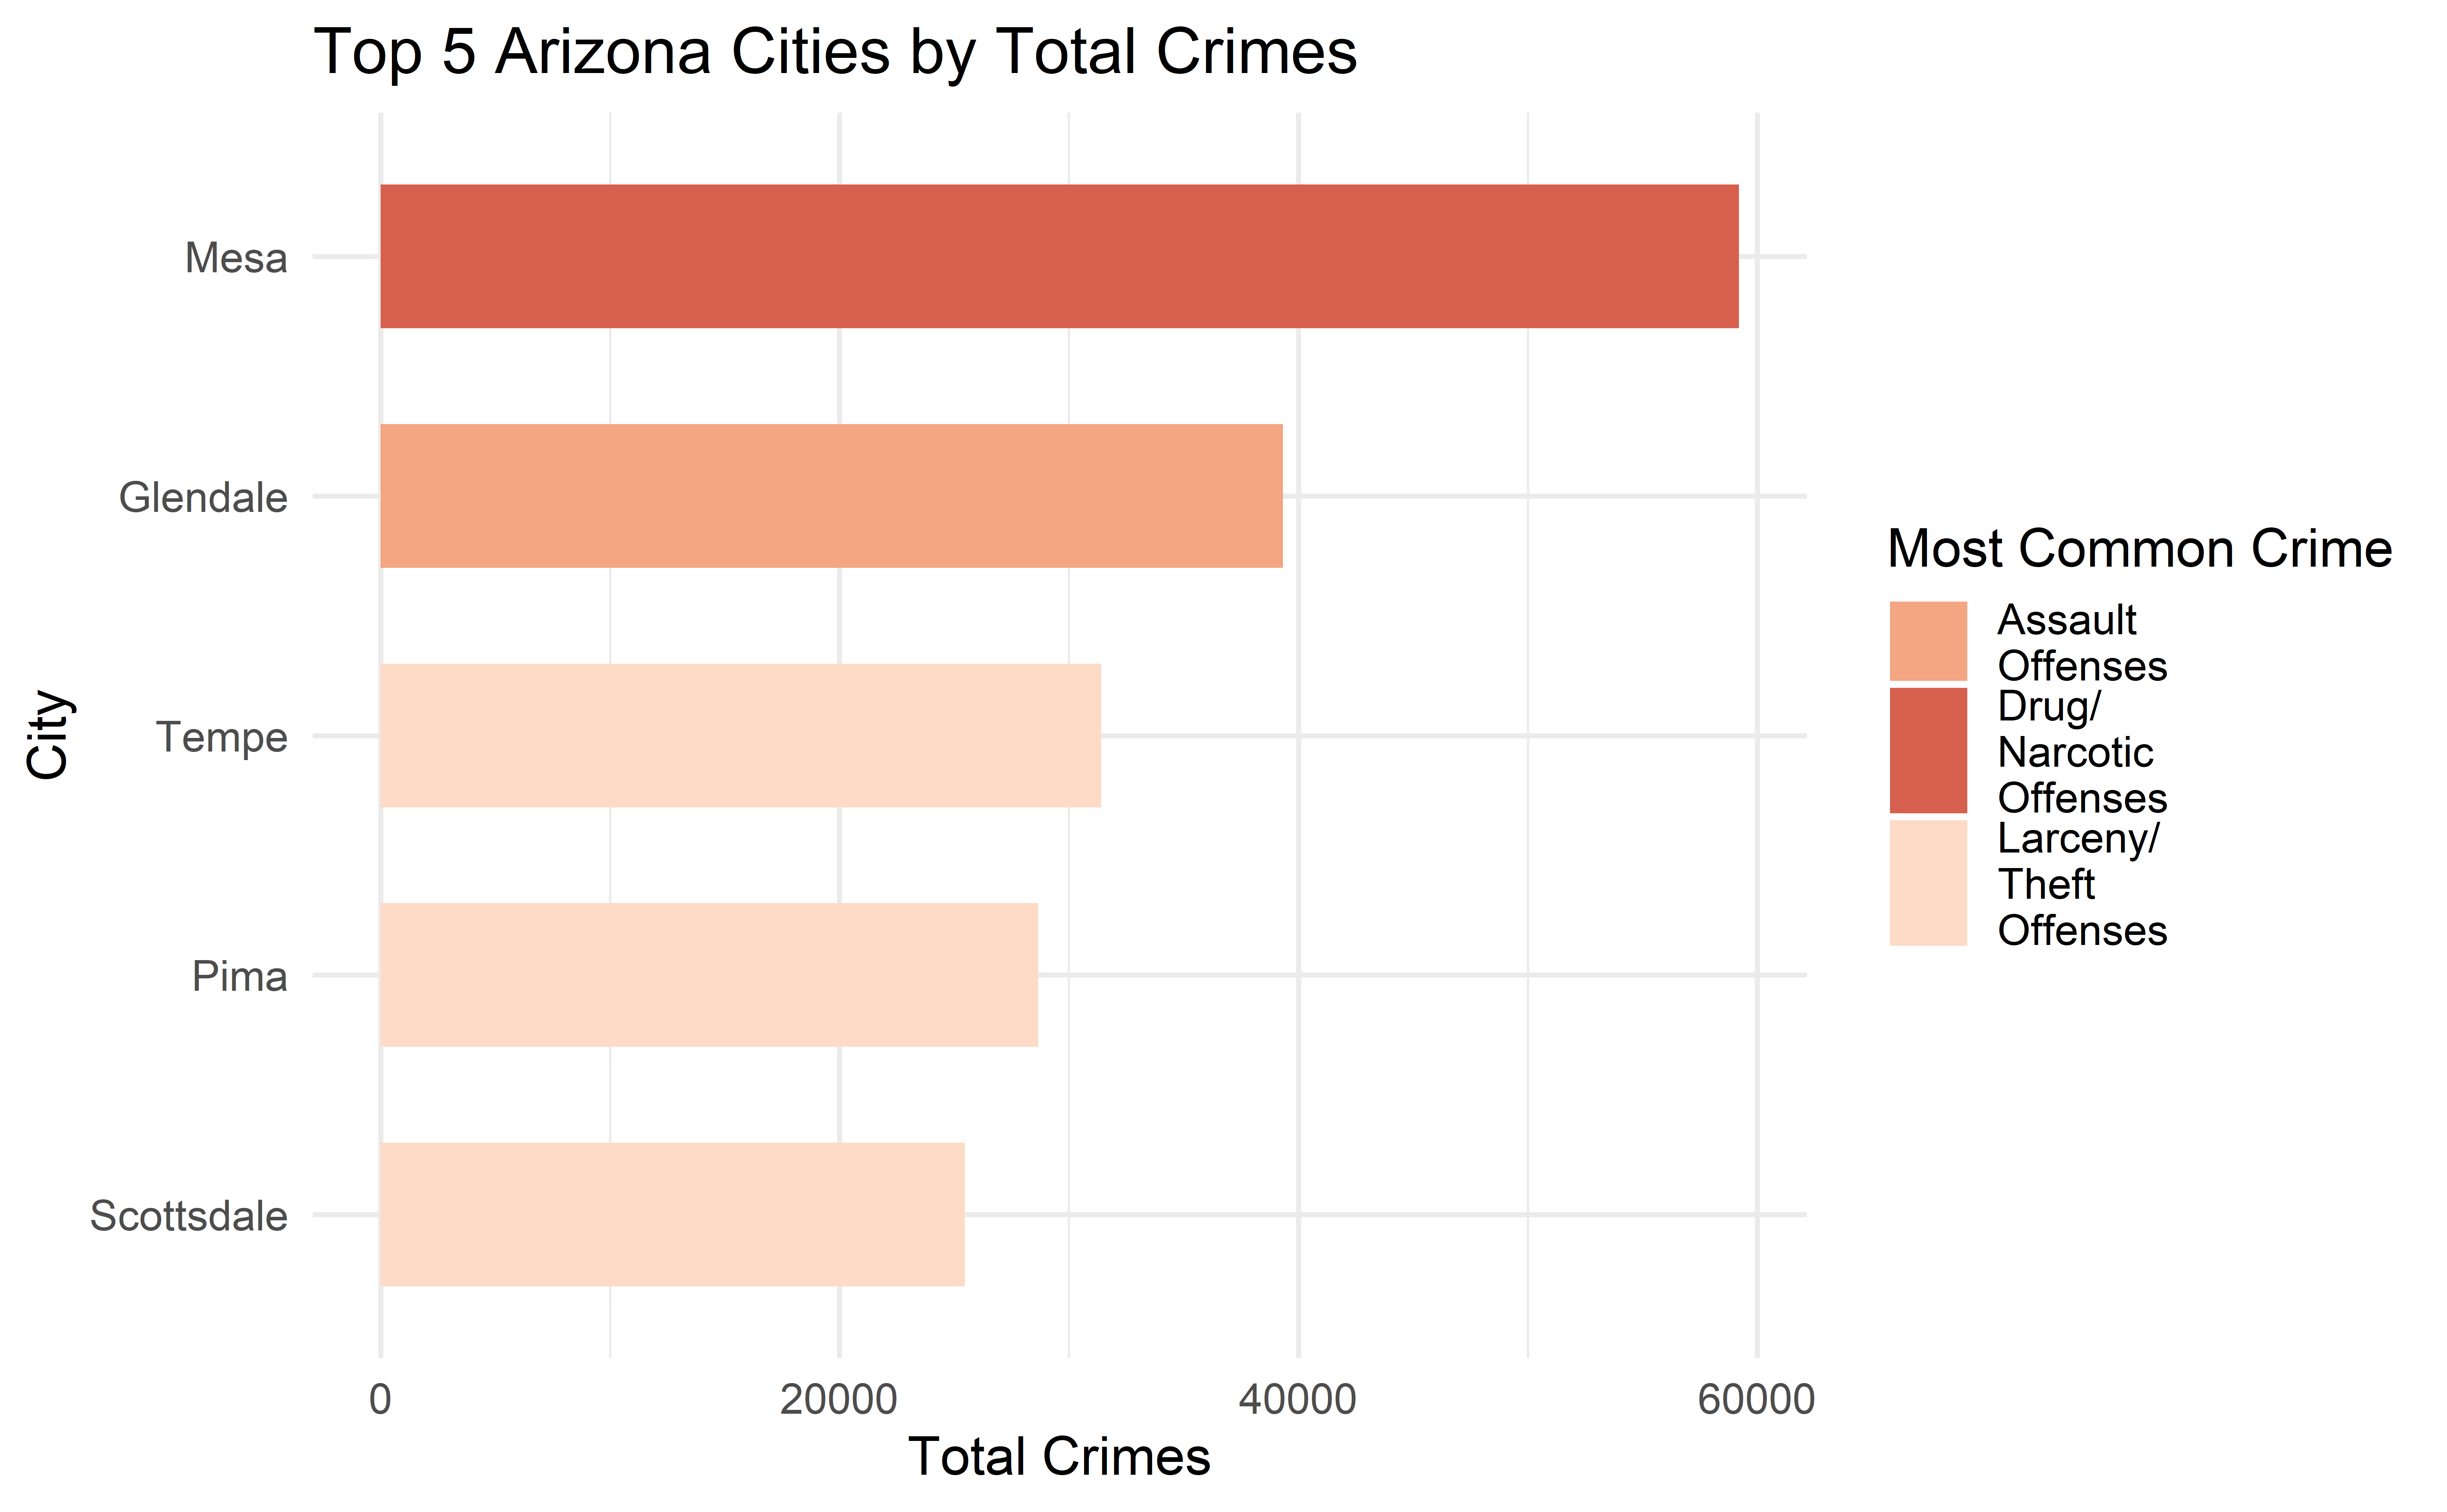 Top 5 Arizona Cities by Total Crimes
City
Mesa
Glendale
Tempe
Pima
Scottsdale
0 20000 40000 60000
Total Crimes
Most Common Crime
Assault
Offenses
Drug/
Narcotic
Offenses
Larceny/
Theft
Offenses